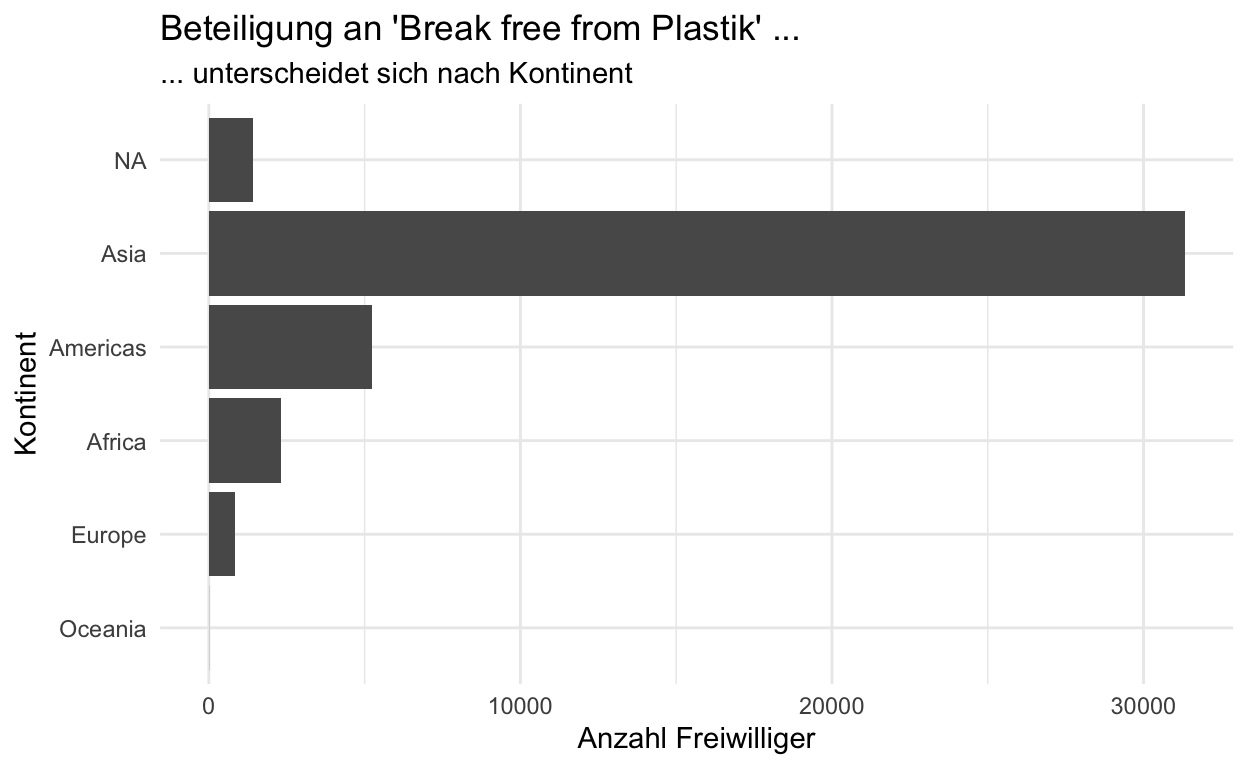 Beteiligung an 'Break free from Plastik' ...
... unterscheidet sich nach Kontinent
Kontinent
NA
Asia
Americas
Africa
Europe
Oceania
0 10000 20000 30000
Anzahl Freiwilliger